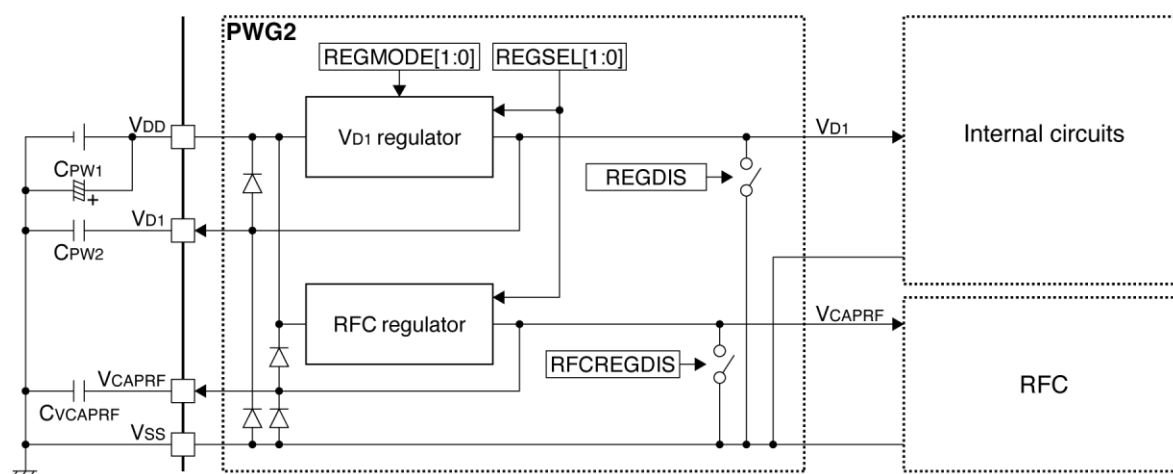 PWG2
REGMODE[1:0]
REGSEL[1:0]
VDD
VD1 regulator
VD1
Internal circuits
CPW1
+
REGDIS
VD1
CPW2
RFC regulator
VCAPRF
RFCREGDIS
VCAPRF
RFC
CVCAPRF
VSS